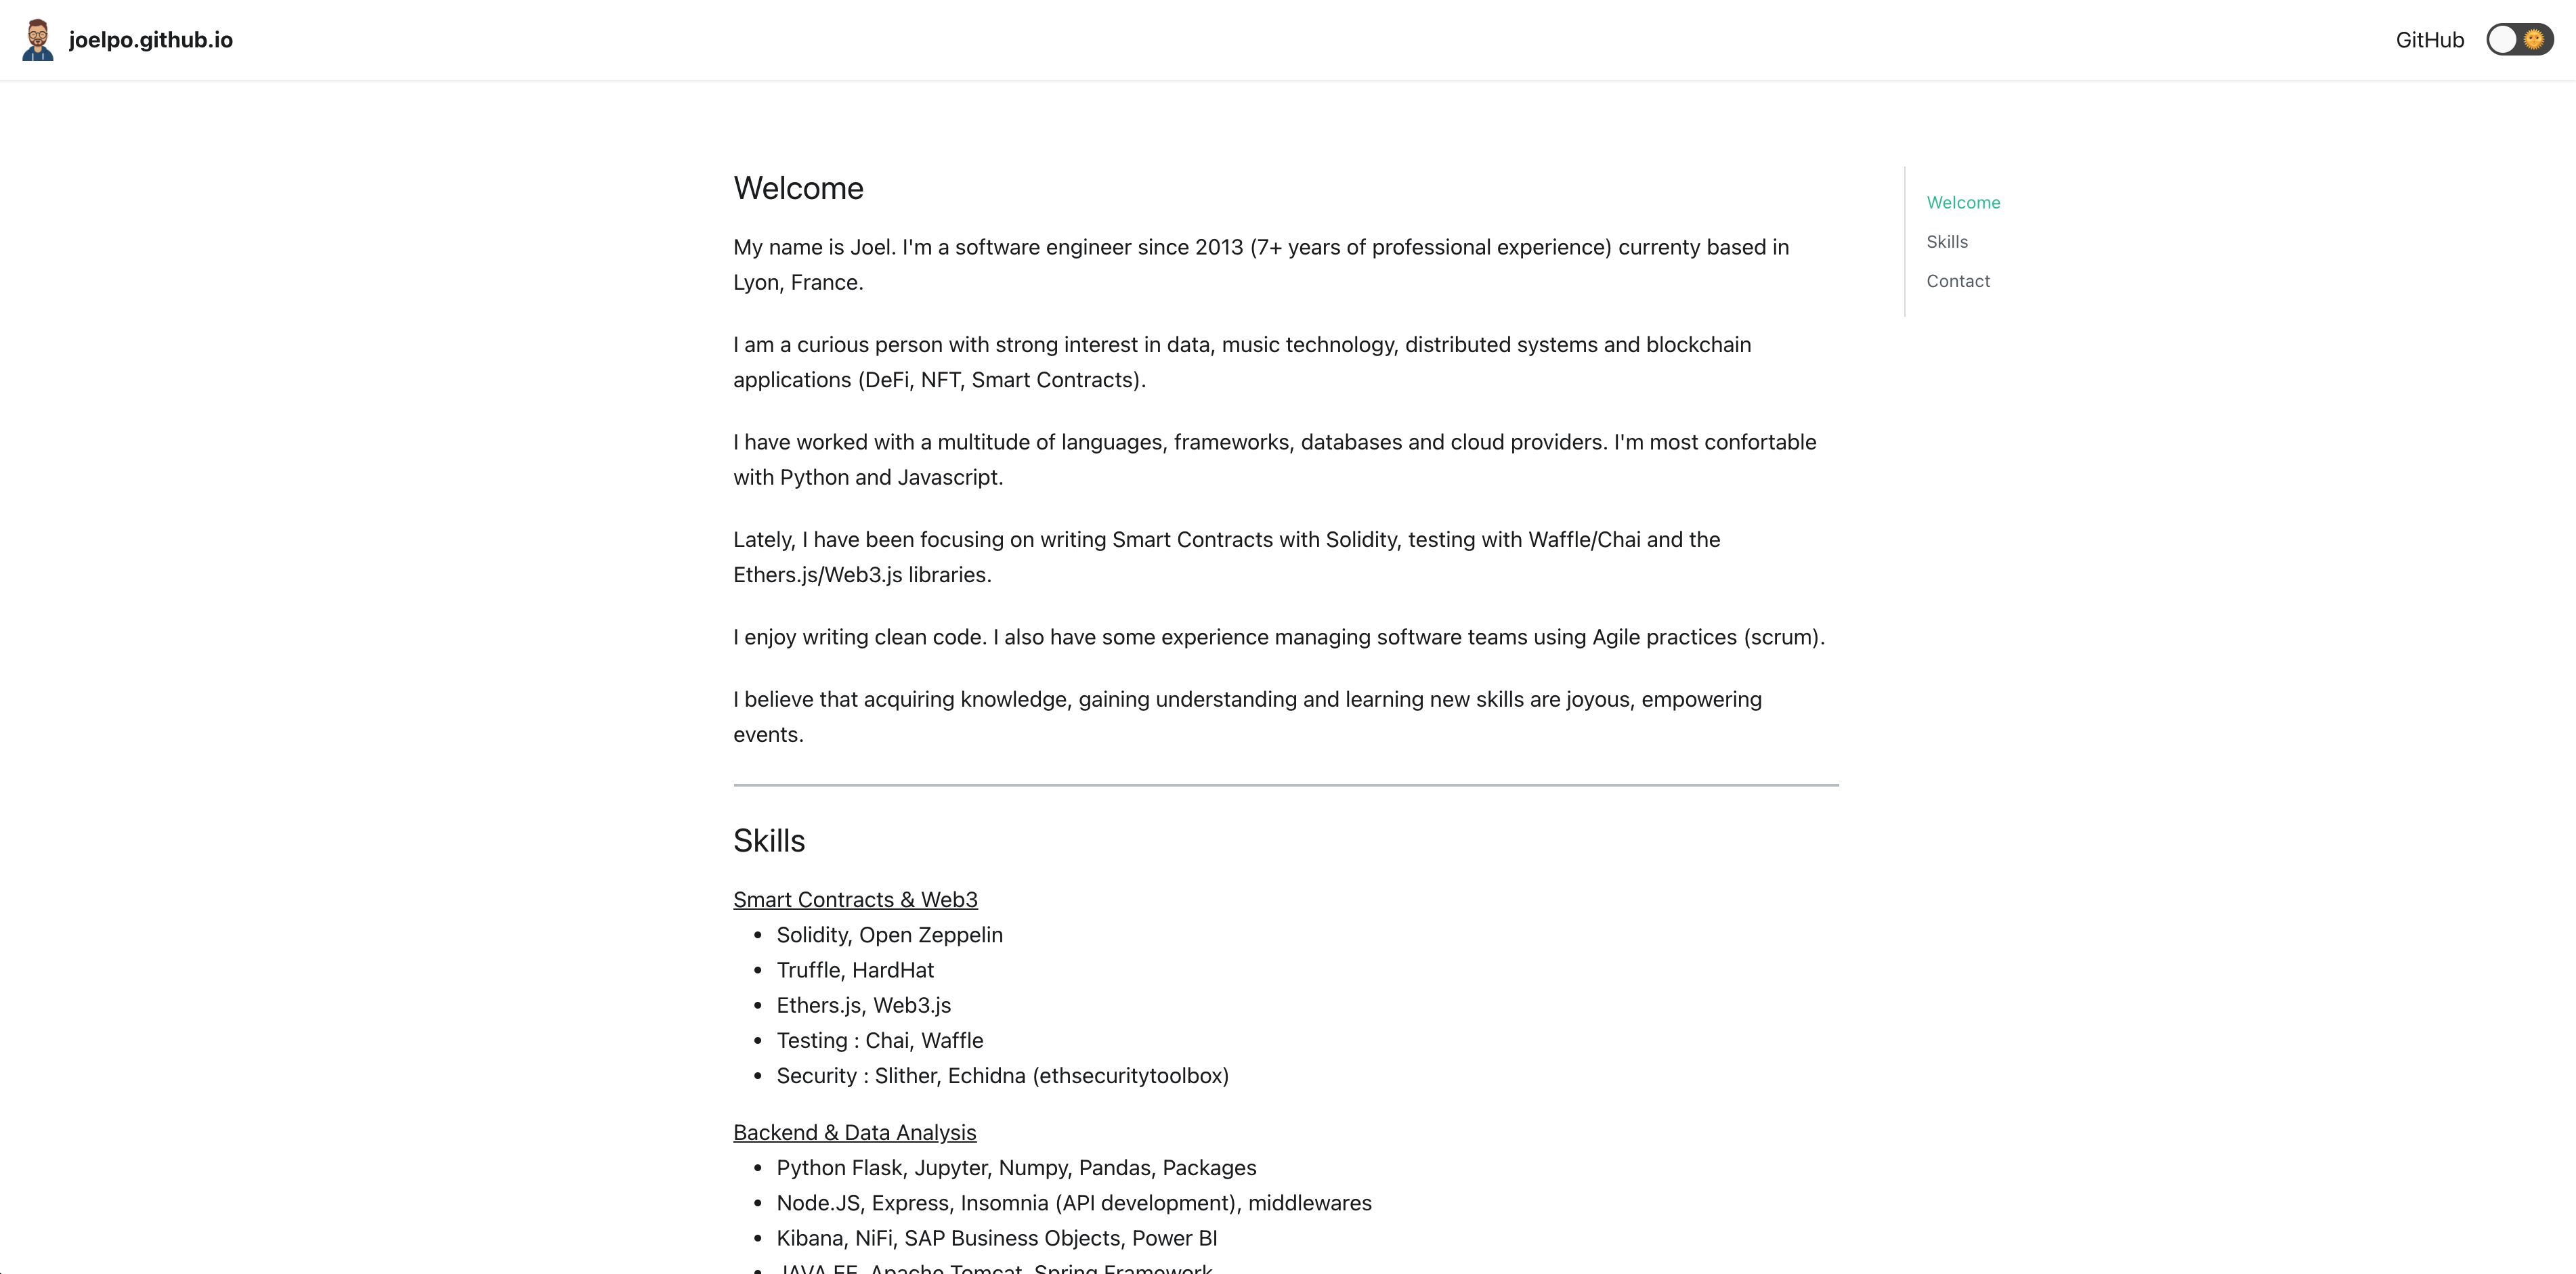 joelpo.github.io
GitHub
Welcome
My name is Joel. I'm a software engineer since 2013 (7+ years of professional experience) currenty based in
Lyon, France.
I am a curious person with strong interest in data, music technology, distributed systems and blockchain
applications (DeFi, NFT, Smart Contracts).
I have worked with a multitude of languages, frameworks, databases and cloud providers. I'm most confortable
with Python and Javascript.
Lately, I have been focusing on writing Smart Contracts with Solidity, testing with Waffle/Chai and the
Ethers.js/Web3.js libraries.
I enjoy writing clean code. I also have some experience managing software teams using Agile practices (scrum).
I believe that acquiring knowledge, gaining understanding and learning new skills are joyous, empowering
events.
Skills
Smart Contracts & Web3
• Solidity, Open Zeppelin
• Truffle, HardHat
• Ethers.js, Web3.js
• Testing : Chai, Waffle
• Security : Slither, Echidna (ethsecuritytoolbox)
Backend & Data Analysis
• Python Flask, Jupyter, Numpy, Pandas, Packages
• Node.JS, Express, Insomnia (API development), middlewares
• Kibana, NiFi, SAP Business Objects, Power BI
• JAVA EE, Apache Tomcat, Spring Framework
Welcome
Skills
Contact